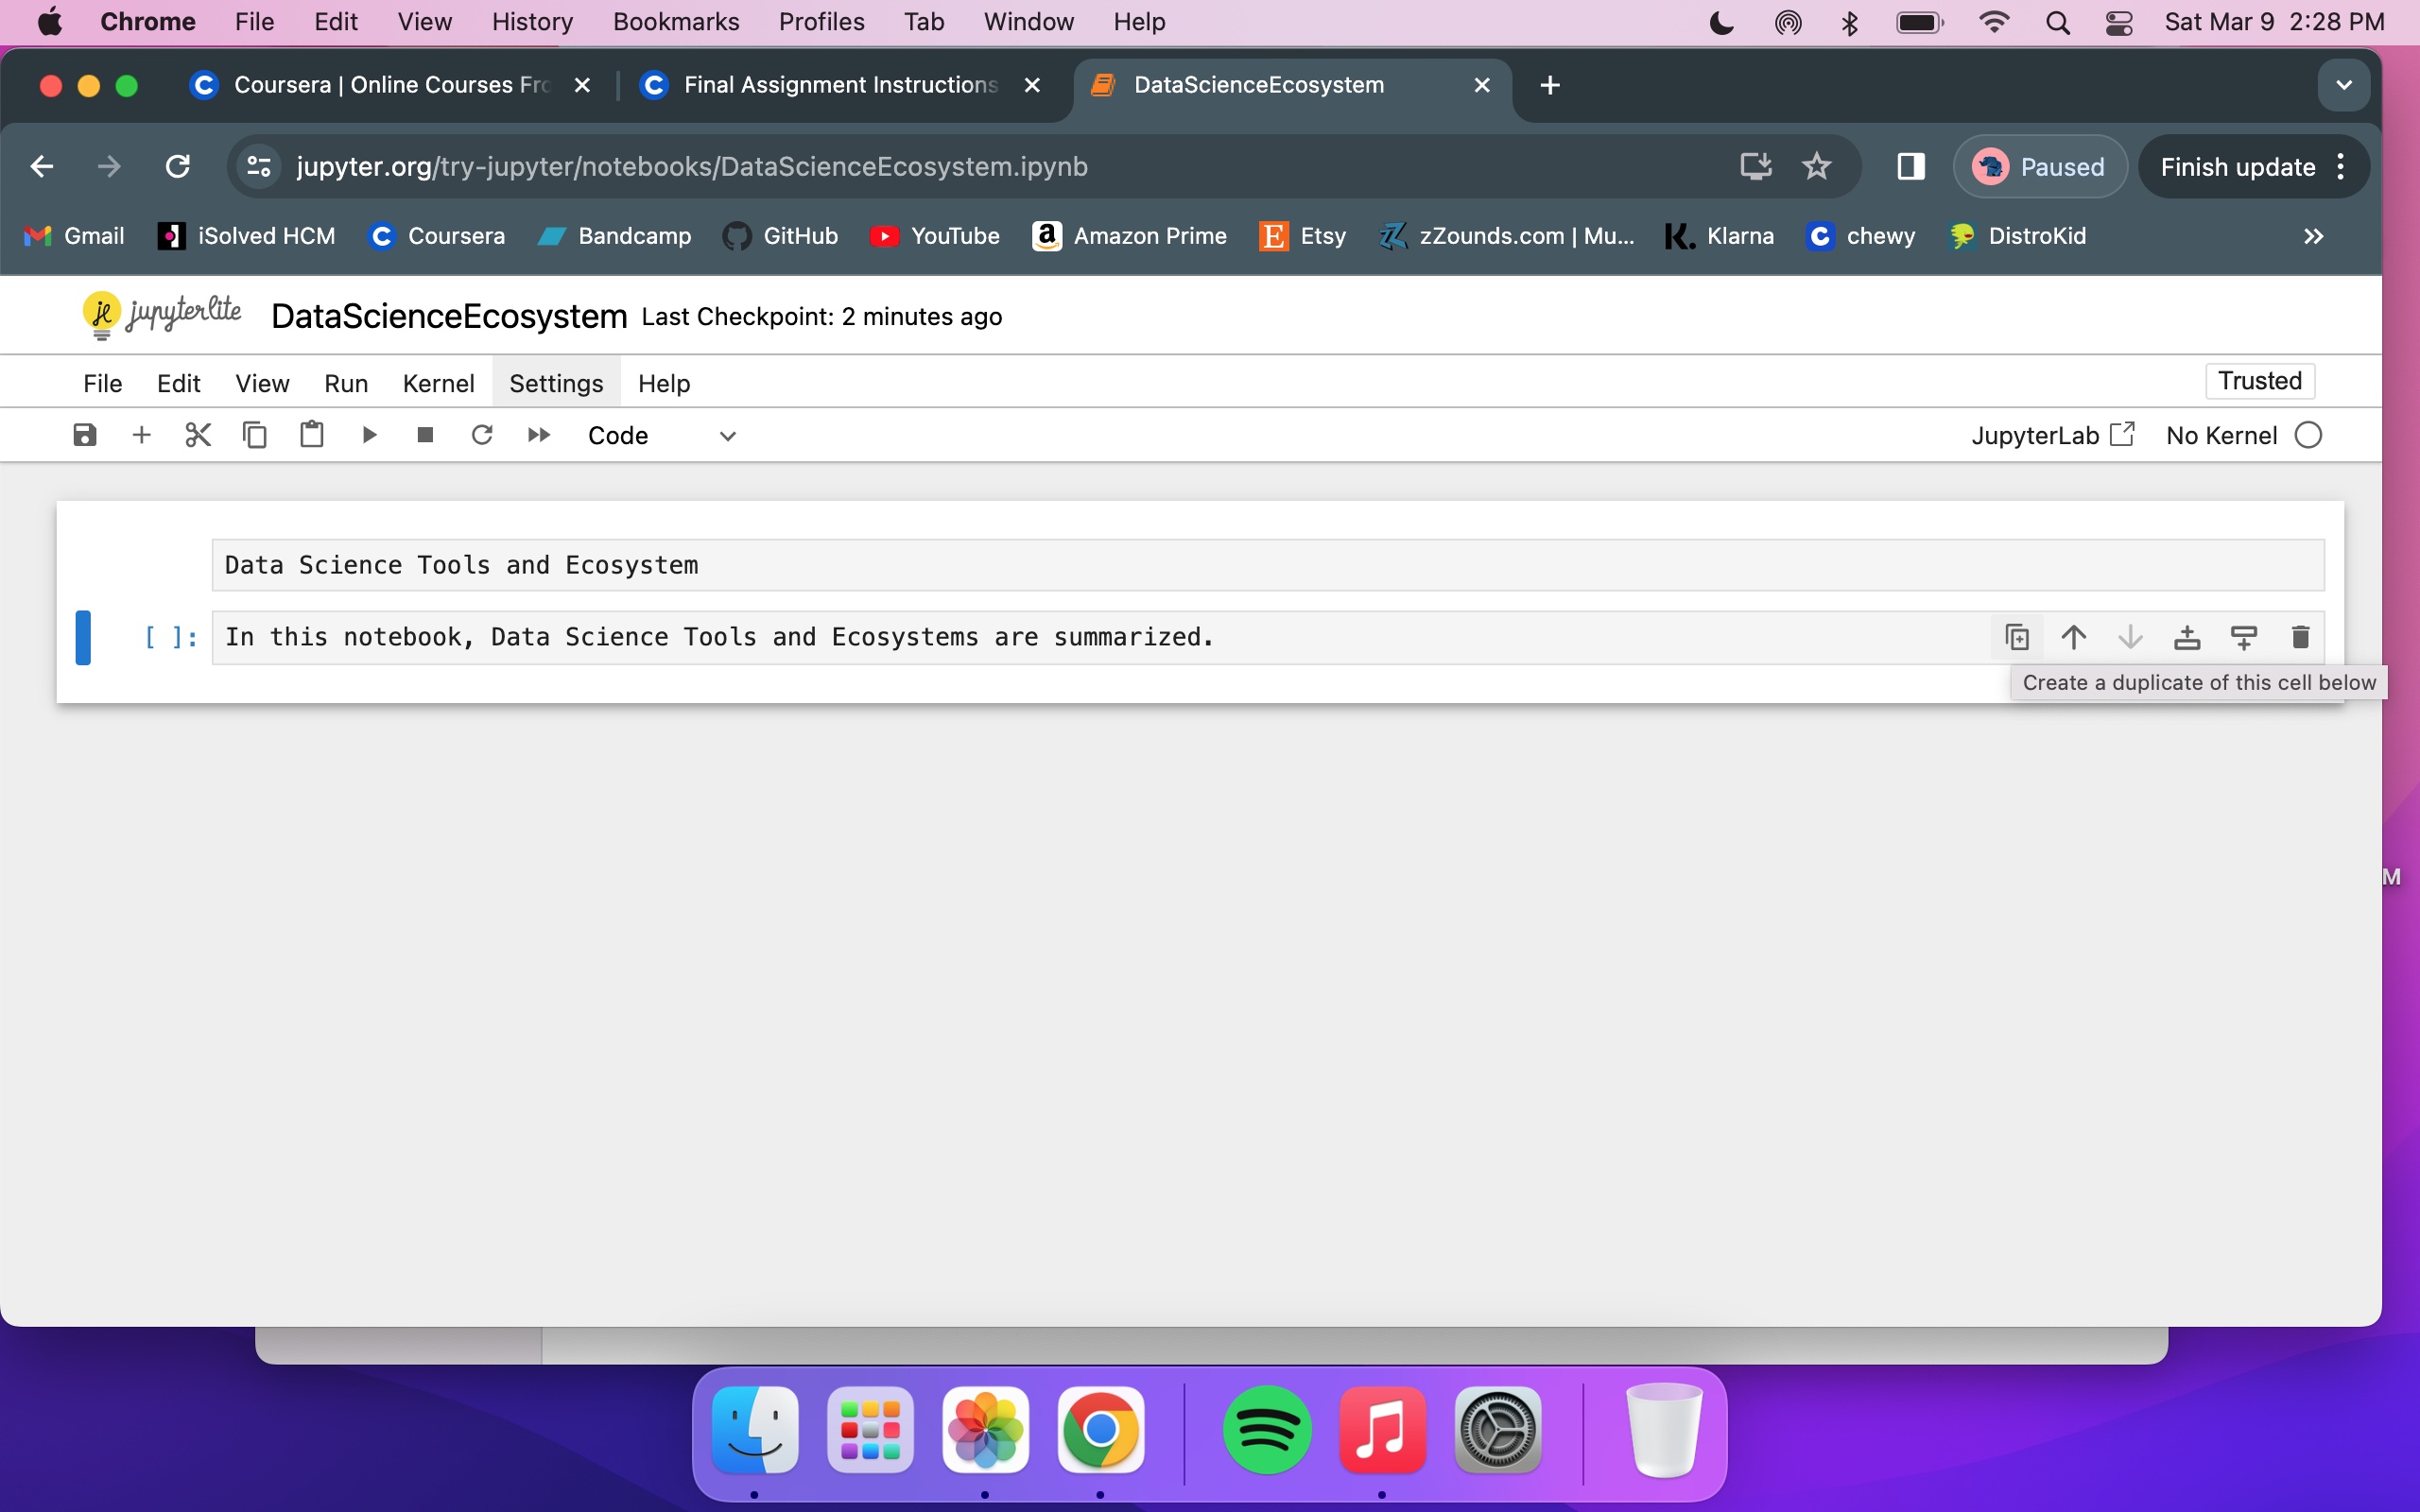 Chrome File Edit View History Bookmarks Profiles Tab Window Help Sat Mar 9 2:28 PM
Coursera | Online Courses Fro Final Assignment Instructions DataScienceEcosystem
jupyter.org/try-jupyter/notebooks/DataScienceEcosystem.ipynb Paused Finish update
Gmail iSolved HCM Coursera Bandcamp GitHub YouTube Amazon Prime Etsy zZounds.com | Mu... Klarna chewy DistroKid
jupyterlite DataScienceEcosystem Last Checkpoint: 2 minutes ago
File Edit View Run Kernel Settings Help Trusted
Code JupyterLab No Kernel
Data Science Tools and Ecosystem
[ ]: In this notebook, Data Science Tools and Ecosystems are summarized.
Create a duplicate of this cell below
M